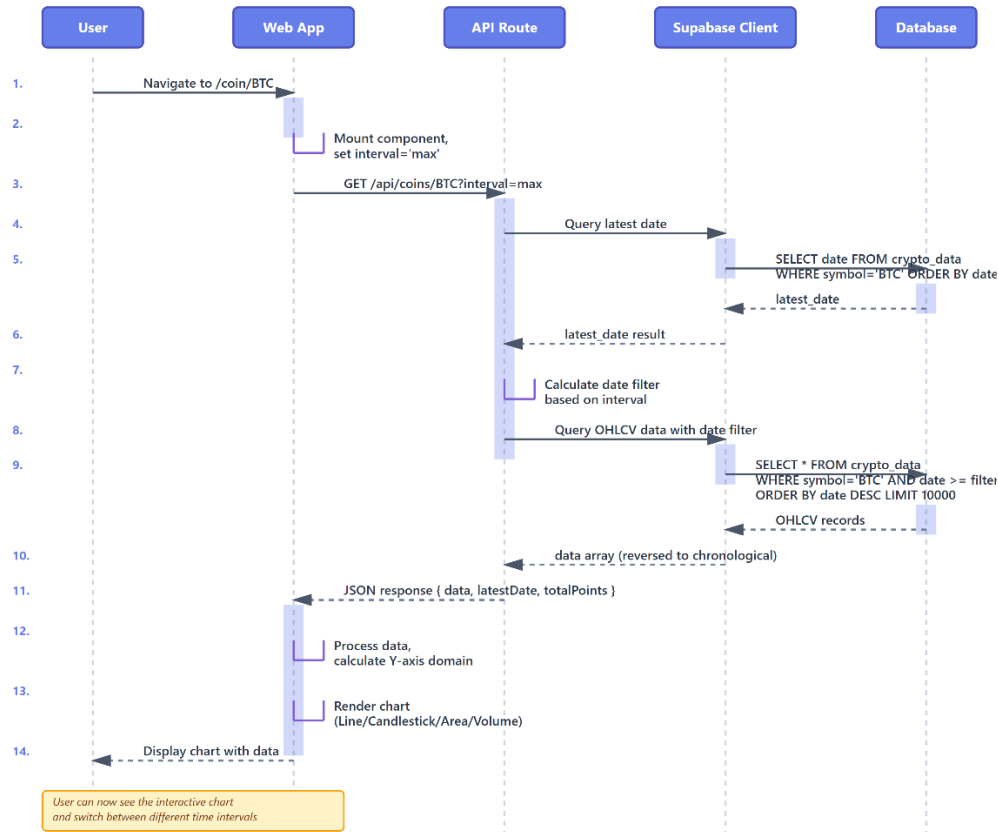 User
Web App
API Route
Supabase Client
Database
1.
Navigate to /coin/BTC
2.
Mount component,
set interval='max'
3.
GET /api/coins/BTC?interval=max
4.
Query latest date
5.
SELECT date FROM crypto_data
WHERE symbol='BTC' ORDER BY date
latest_date
6.
latest_date result
7.
Calculate date filter
based on interval
8.
Query OHLCV data with date filter
9.
SELECT * FROM crypto_data
WHERE symbol='BTC' AND date >= filter
ORDER BY date DESC LIMIT 10000
OHLCV records
10.
data array (reversed to chronological)
11.
JSON response { data, latestDate, totalPoints }
12.
Process data,
calculate Y-axis domain
13.
Render chart
(Line/Candlestick/Area/Volume)
14.
Display chart with data
User can now see the interactive chart
and switch between different time intervals